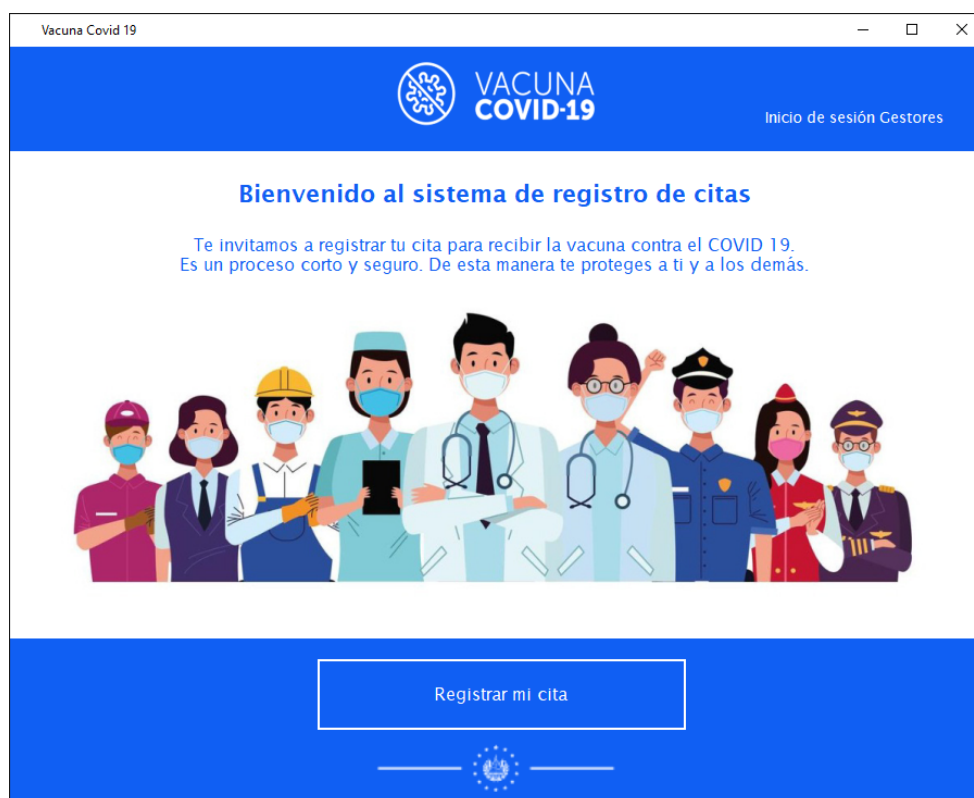 Vacuna Covid 19
VACUNA
COVID-19
Inicio de sesión Gestores
Bienvenido al sistema de registro de citas
Te invitamos a registrar tu cita para recibir la vacuna contra el COVID 19.
Es un proceso corto y seguro. De esta manera te proteges a ti y a los demás.
Registrar mi cita